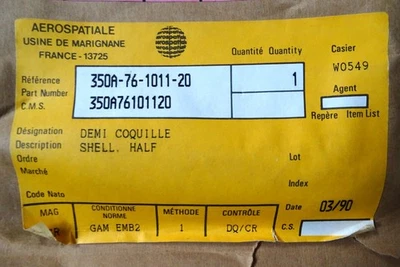 AEROSPATIALE
USINE DE MARIGNANE
FRANCE - 13725
aerospatiale
Quantité Quantity
Casier
W0549
Référence
Part Number
C.M.S.
350A-76-1011-20
350A76101120
1
Agent
Repère Item List
Désignation
Description
DEMI COQUILLE
SHELL. HALF
Ordre
Marché
Lot
Index
Code Nato
Date 03/90
MAG
CONDITIONNE
NORME
MÉTHODE
CONTRÔLE
GAM EMB2
1
DQ/CR
C.S.